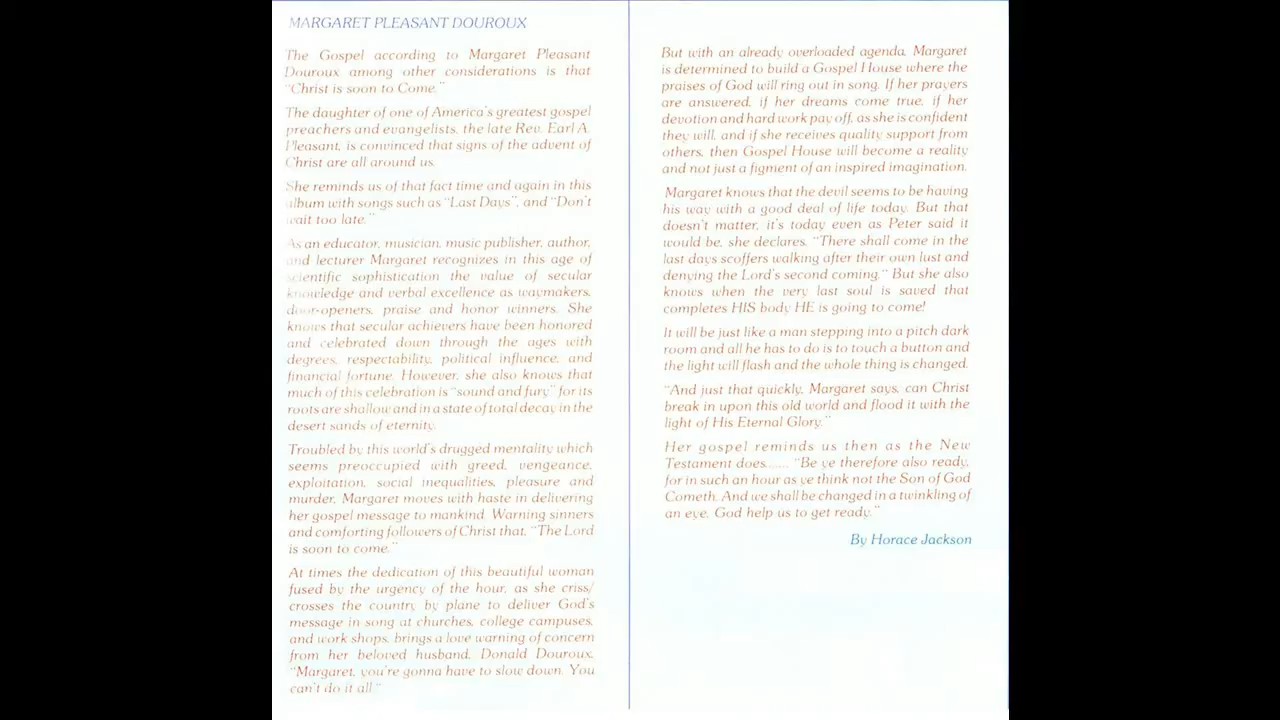 MARGARET PLEASANT DOUROUX
The Gospel according to Margaret Pleasant
Douroux among other considerations is that
"Christ is soon to Come."
The daughter of one of America's greatest gospel
preachers and evangelists, the late Rev. Earl A.
Pleasant, is convinced that signs of the advent of
Christ are all around us.
She reminds us of that fact time and again in this
album with songs such as "Last Days", and "Don't
wait too late."
As an educator, musician, music publisher, author,
and lecturer Margaret recognizes in this age of
scientific sophistication the value of secular
knowledge and verbal excellence as waymakers,
door-openers, praise and honor winners. She
knows that secular achievers have been honored
and celebrated down through the ages with
degrees, respectability, political influence, and
financial fortune. However, she also knows that
much of this celebration is "sound and fury" for its
roots are shallow and in a state of total decay in the
desert sands of eternity.
Troubled by this world's drugged mentality which
seems preoccupied with greed, vengeance,
exploitation, social inequalities, pleasure and
murder, Margaret moves with haste in delivering
her gospel message to mankind. Warning sinners
and comforting followers of Christ that, "The Lord
is soon to come."
At times the dedication of this beautiful woman
fused by the urgency of the hour, as she criss/
crosses the country by plane to deliver God's
message in song at churches, college campuses,
and work shops, brings a love warning of concern
from her beloved husband, Donald Douroux,
"Margaret, you're gonna have to slow down. You
can't do it all."
But with an already overloaded agenda, Margaret
is determined to build a Gospel House where the
praises of God will ring out in song. If her prayers
are answered, if her dreams come true, if her
devotion and hard work pay off, as she is confident
they will, and if she receives quality support from
others, then Gospel House will become a reality
and not just a figment of an inspired imagination.
Margaret knows that the devil seems to be having
his way with a good deal of life today. But that
doesn't matter, it's today even as Peter said it
would be, she declares. "There shall come in the
last days scoffers walking after their own lust and
denying the Lord's second coming." But she also
knows when the very last soul is saved that
completes HIS body HE is going to come!
It will be just like a man stepping into a pitch dark
room and all he has to do is to touch a button and
the light will flash and the whole thing is changed.
"And just that quickly, Margaret says, can Christ
break in upon this old world and flood it with the
light of His Eternal Glory."
Her gospel reminds us then as the New
Testament does...... "Be ye therefore also ready,
for in such an hour as ye think not the Son of God
Cometh. And we shall be changed in a twinkling of
an eye. God help us to get ready."
By Horace Jackson